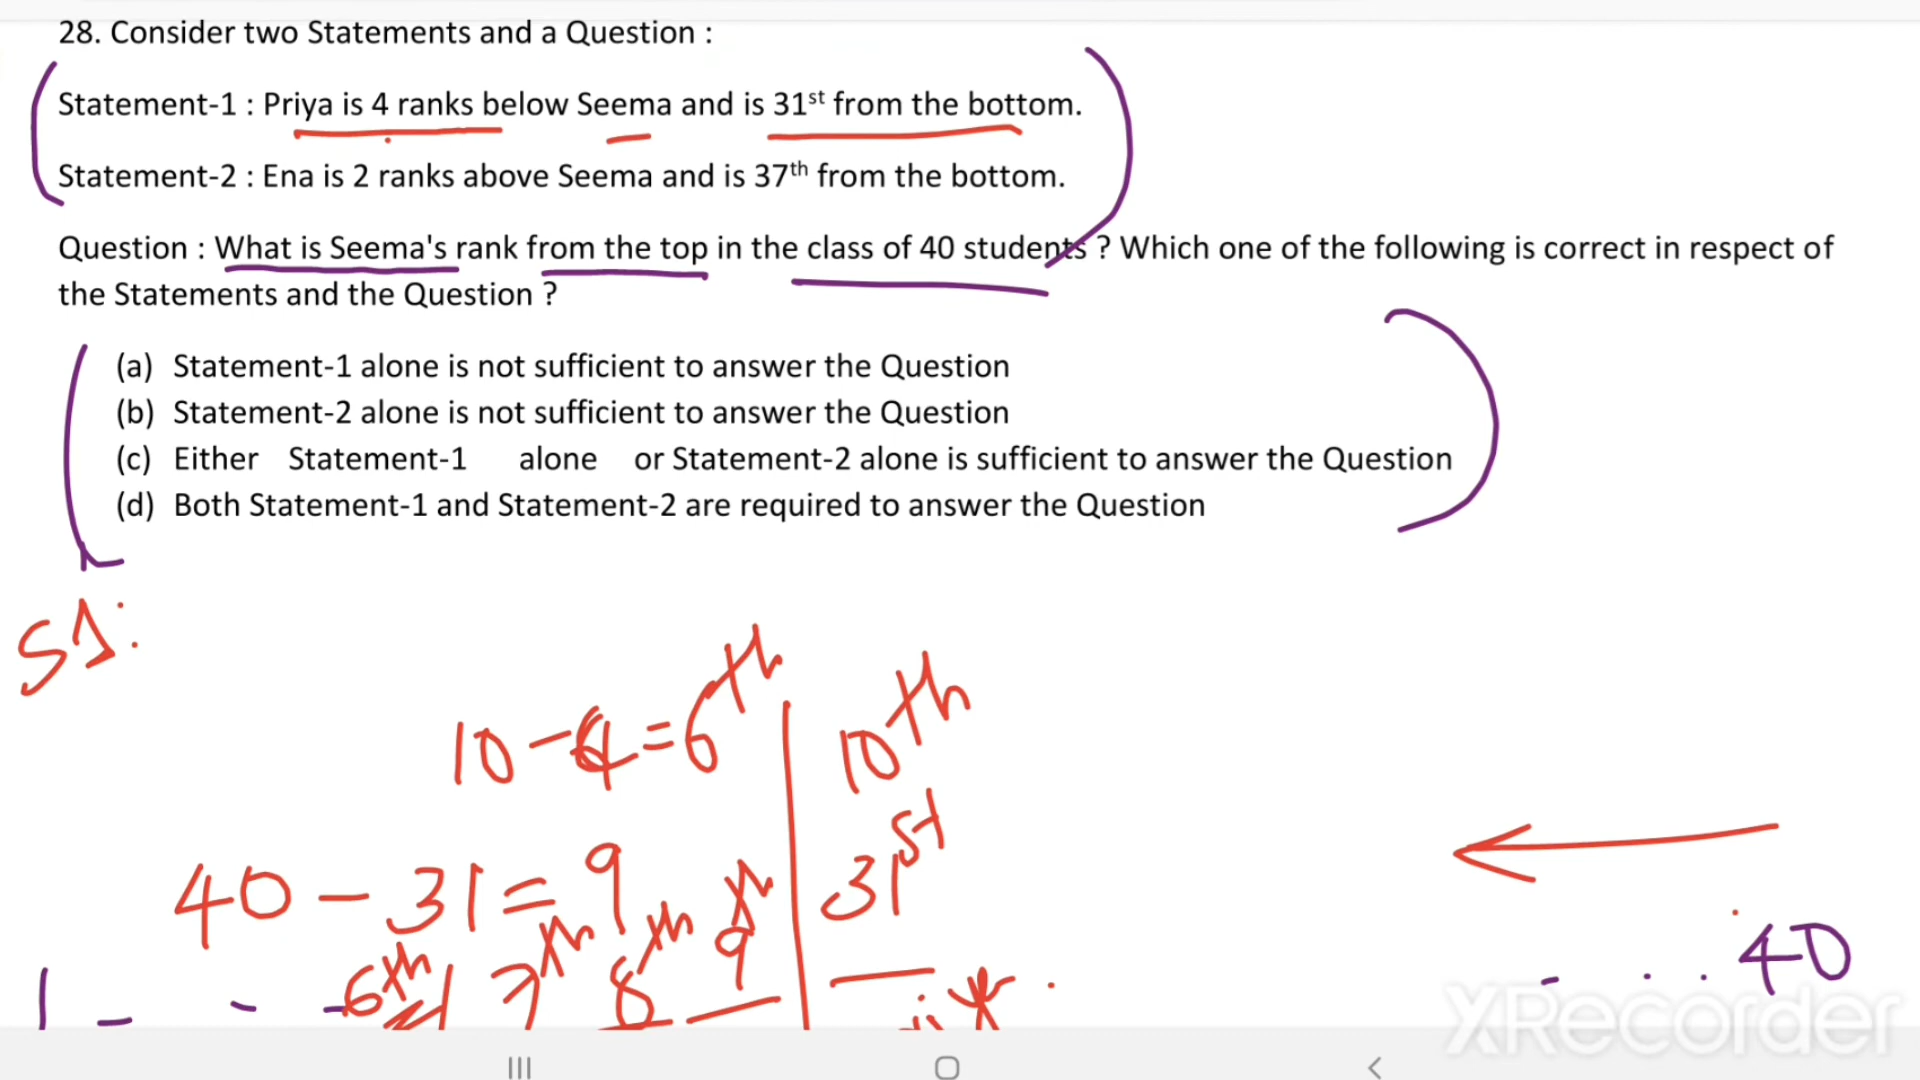 28. Consider two Statements and a Question :
Statement-1 : Priya is 4 ranks below Seema and is 31st from the bottom.
Statement-2 : Ena is 2 ranks above Seema and is 37th from the bottom.
Question : What is Seema's rank from the top in the class of 40 students ? Which one of the following is correct in respect of
the Statements and the Question ?
(a) Statement-1 alone is not sufficient to answer the Question
(b) Statement-2 alone is not sufficient to answer the Question
(c) Either Statement-1 alone or Statement-2 alone is sufficient to answer the Question
(d) Both Statement-1 and Statement-2 are required to answer the Question
S1:
10 - 4 = 6th
10th
40 - 31 = 9
31st
1 - - - 6th 7th 8th 9th
- . . 40
XRecorder